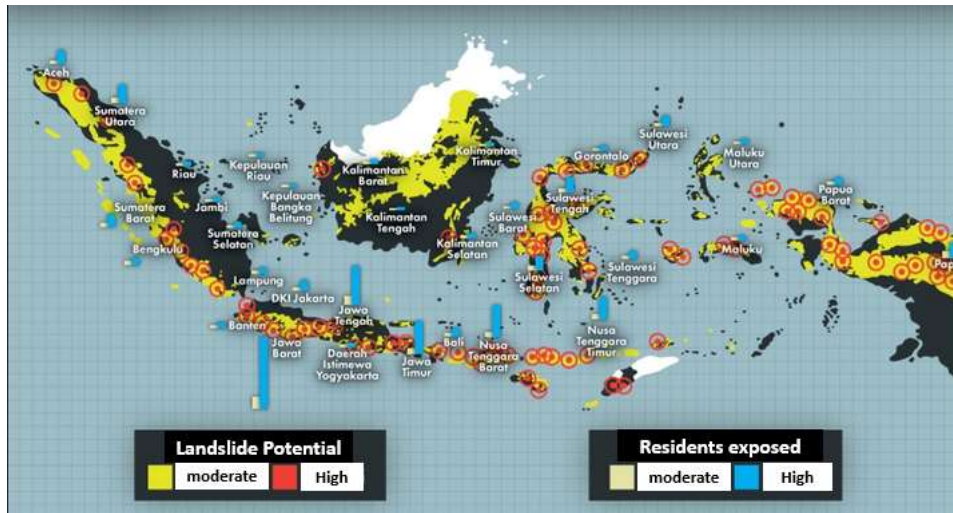 Aceh
Sumatera
Utara
Riau
Kepulauan
Riau
Kalimantan
Barat
Kalimantan
Timur
Gorontalo
Sulawesi
Utara
Maluku
Utara
Papua
Barat
Sumatera
Barat
Jambi
Kepulauan
Bangka
Belitung
Kalimantan
Tengah
Sulawesi
Barat
Sulawesi
Tengah
Bengkulu
Sumatera
Selatan
Kalimantan
Selatan
Sulawesi
Selatan
Sulawesi
Tenggara
Maluku
Pap
Lampung
DKI Jakarta
Banten
Jawa
Barat
Jawa
Tengah
Daerah
Istimewa
Yogyakarta
Jawa
Timur
Bali
Nusa
Tenggara
Barat
Nusa
Tenggara
Timur
Landslide Potential
moderate High
Residents exposed
moderate High